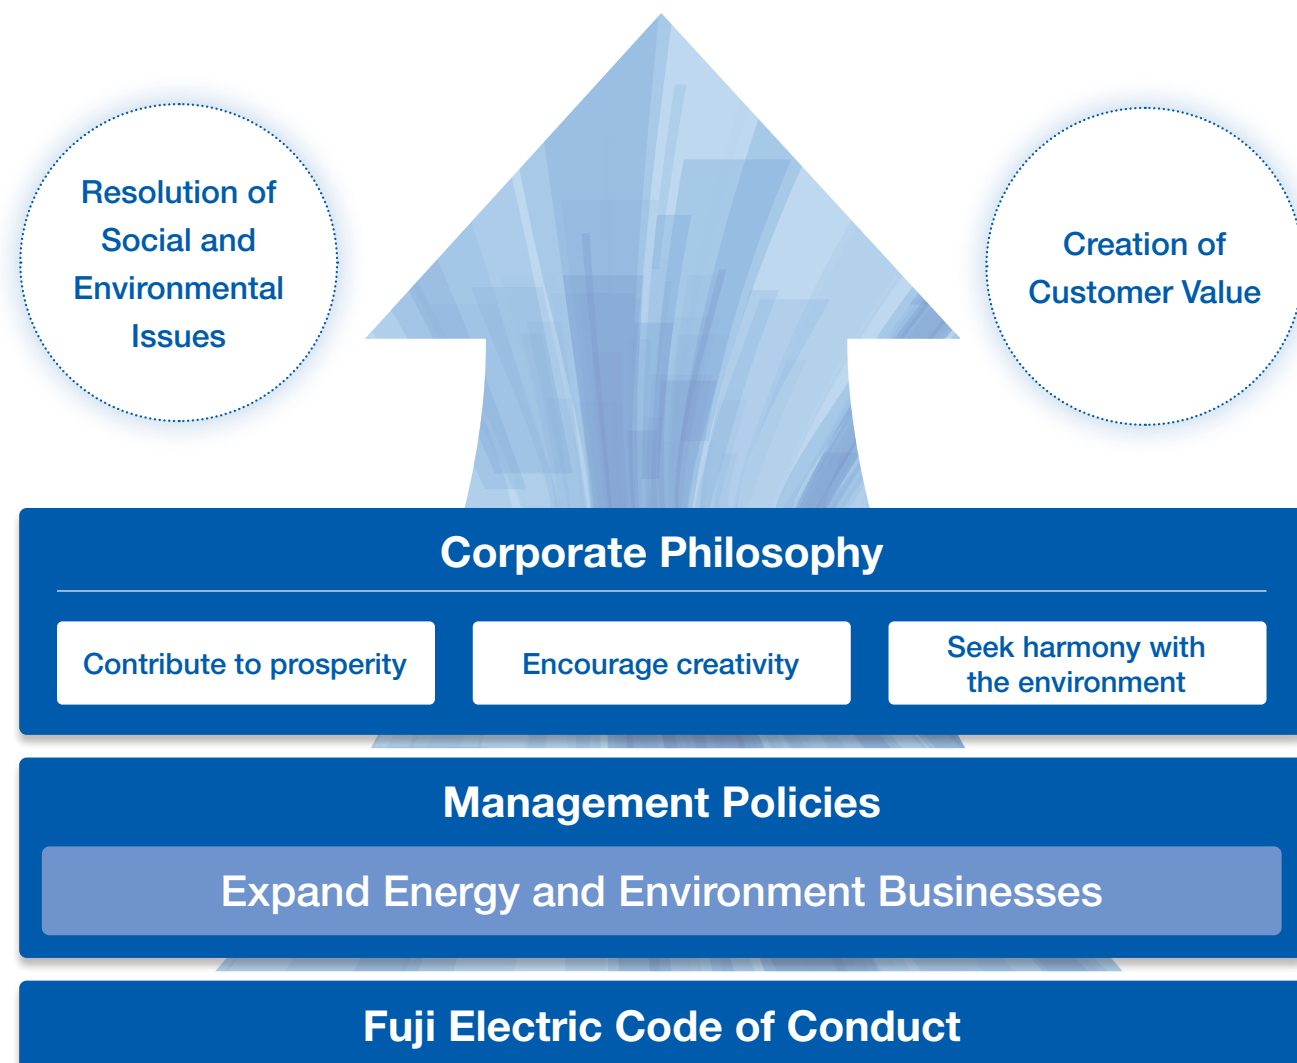 Resolution of
Social and
Environmental
Issues
Creation of
Customer Value
Corporate Philosophy
Contribute to prosperity
Encourage creativity
Seek harmony with
the environment
Management Policies
Expand Energy and Environment Businesses
Fuji Electric Code of Conduct